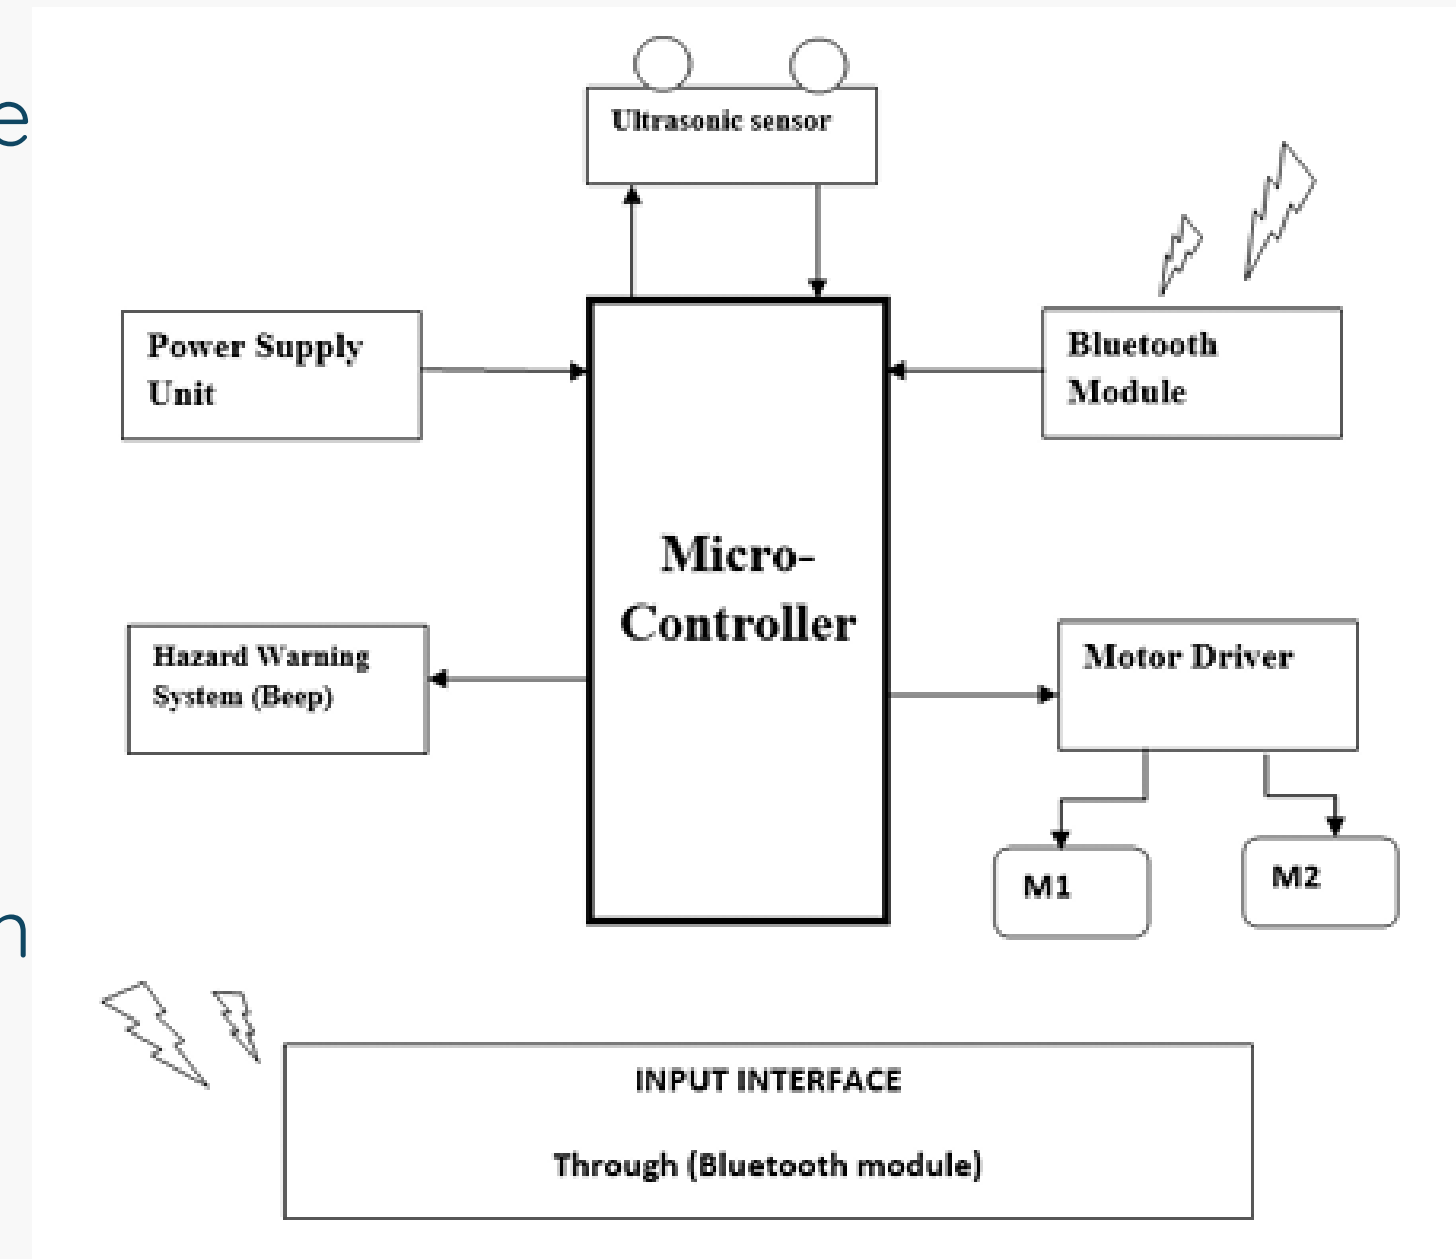 e
Ultrasonic sensor
Power Supply
Unit
Bluetooth
Module
Micro-
Controller
Hazard Warning
System (Beep)
Motor Driver
M1
M2
n
INPUT INTERFACE
Through (Bluetooth module)